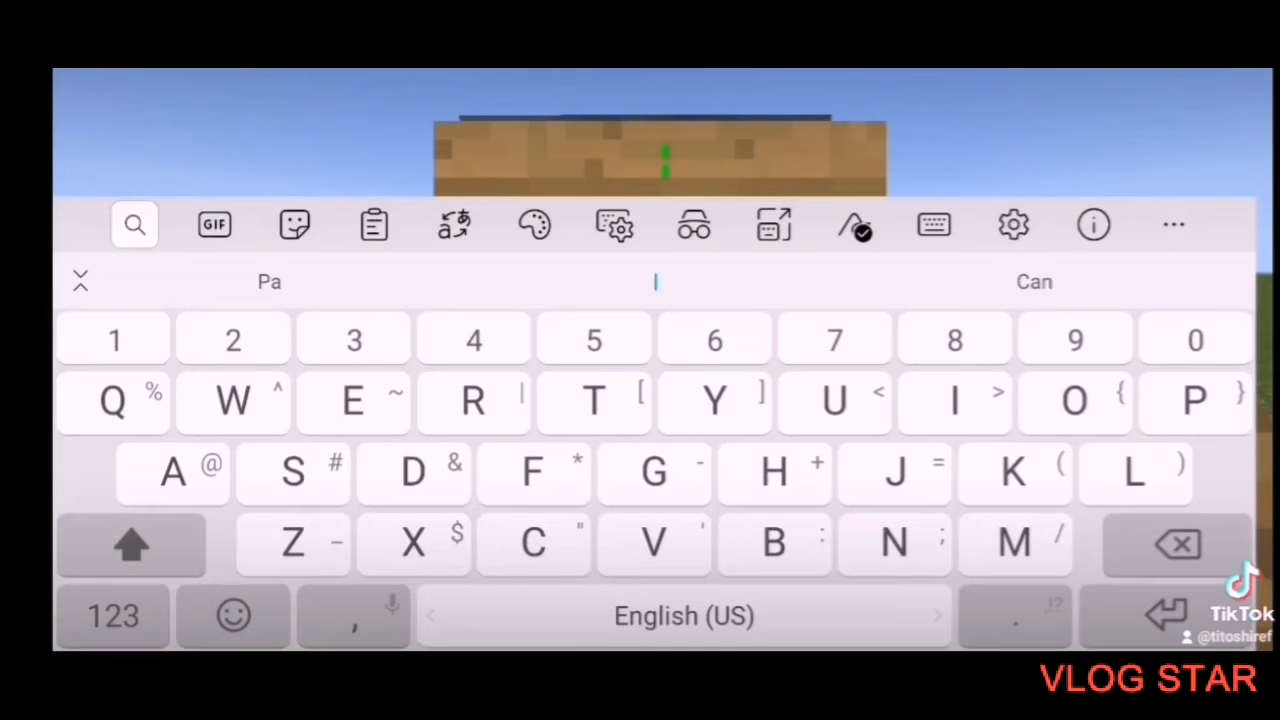 GIF
Pa Can
1 2 3 4 5 6 7 8 9 0
Q % W ^ E ~ R | T [ Y ] U < I > O { P }
A @ S # D & F * G - H + J = K ( L )
Z _ X $ C " V ' B : N ; M /
123 , English (US) . !?
TikTok
@titoshiref
VLOG STAR